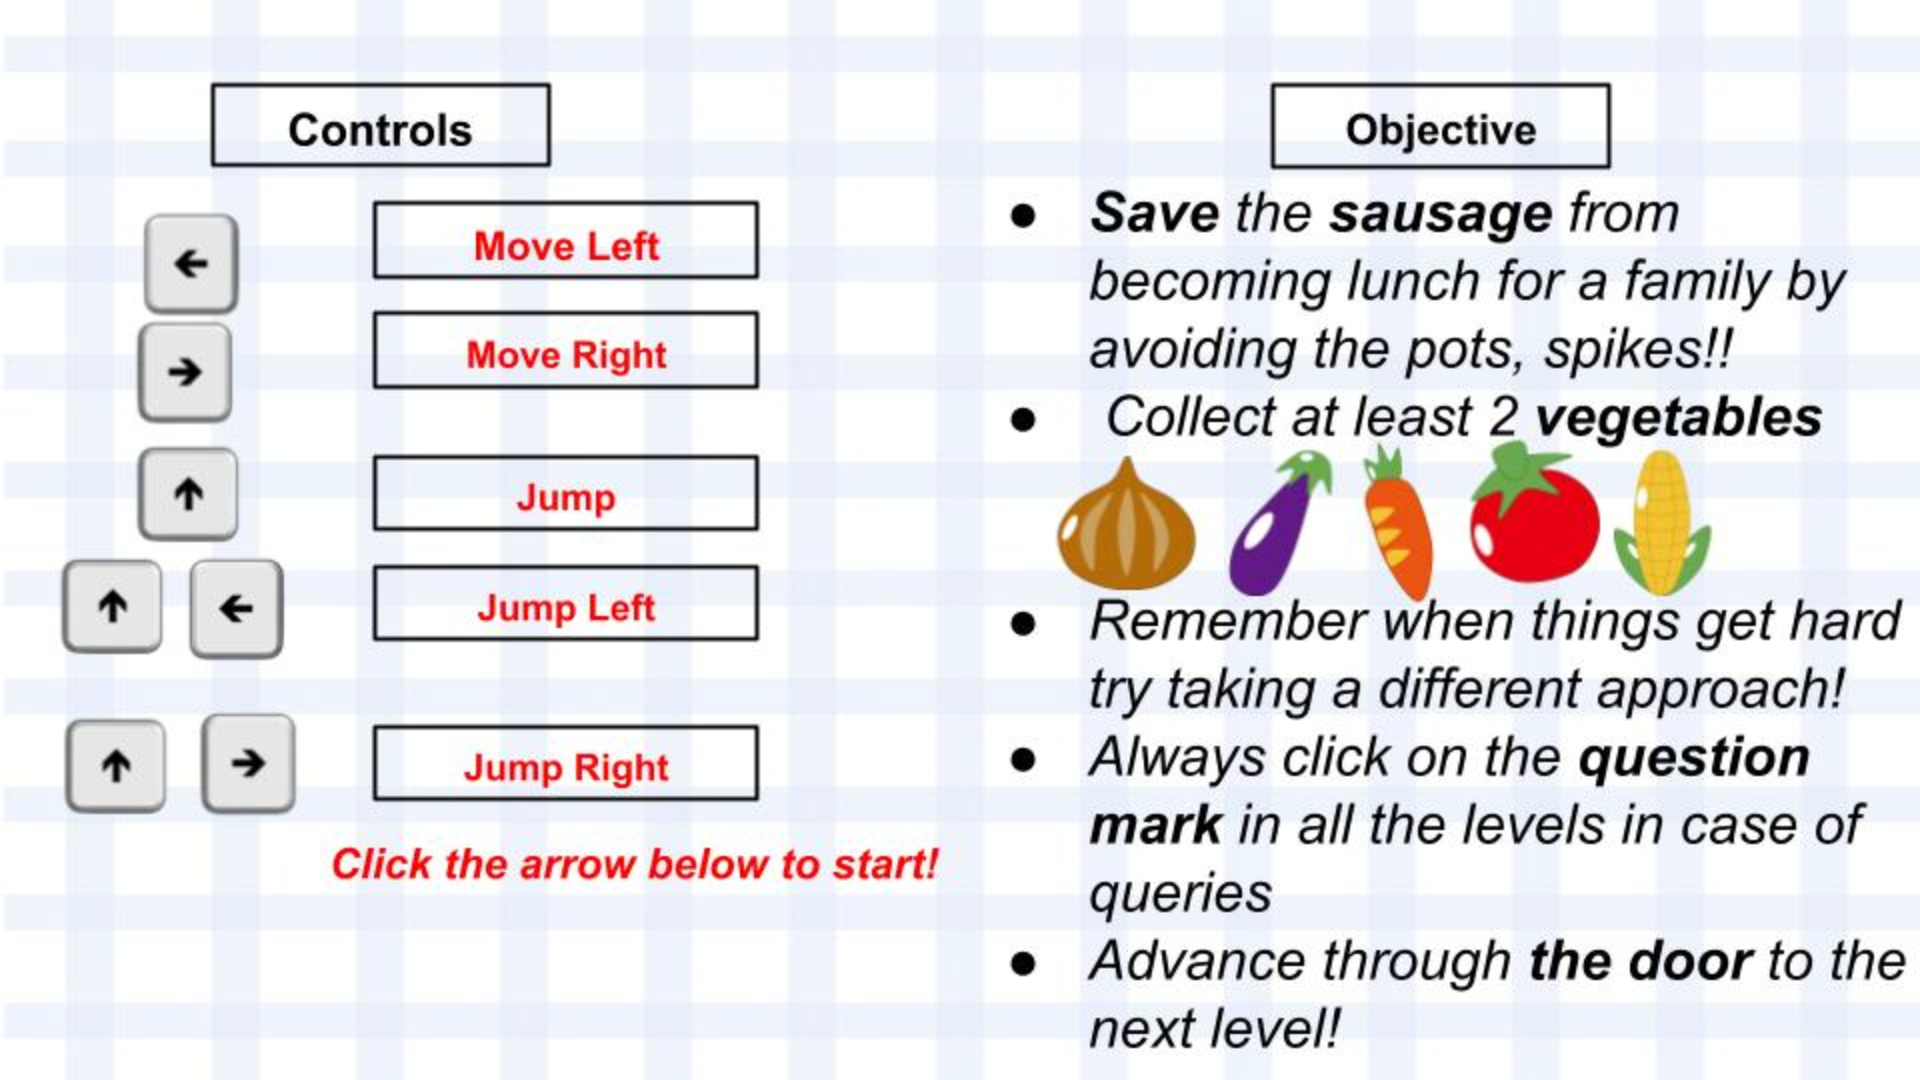 Controls
Move Left
Move Right
Jump
Jump Left
Jump Right
Click the arrow below to start!
Objective
● Save the sausage from
becoming lunch for a family by
avoiding the pots, spikes!!
● Collect at least 2 vegetables
● Remember when things get hard
try taking a different approach!
● Always click on the question
mark in all the levels in case of
queries
● Advance through the door to the
next level!